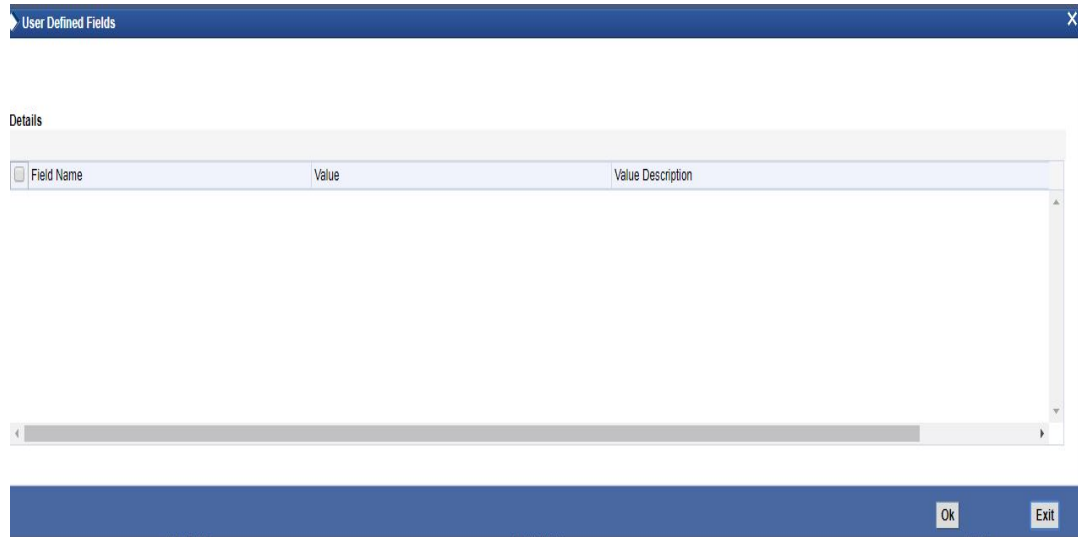 User Defined Fields X
Details
Field Name Value Value Description
Ok Exit